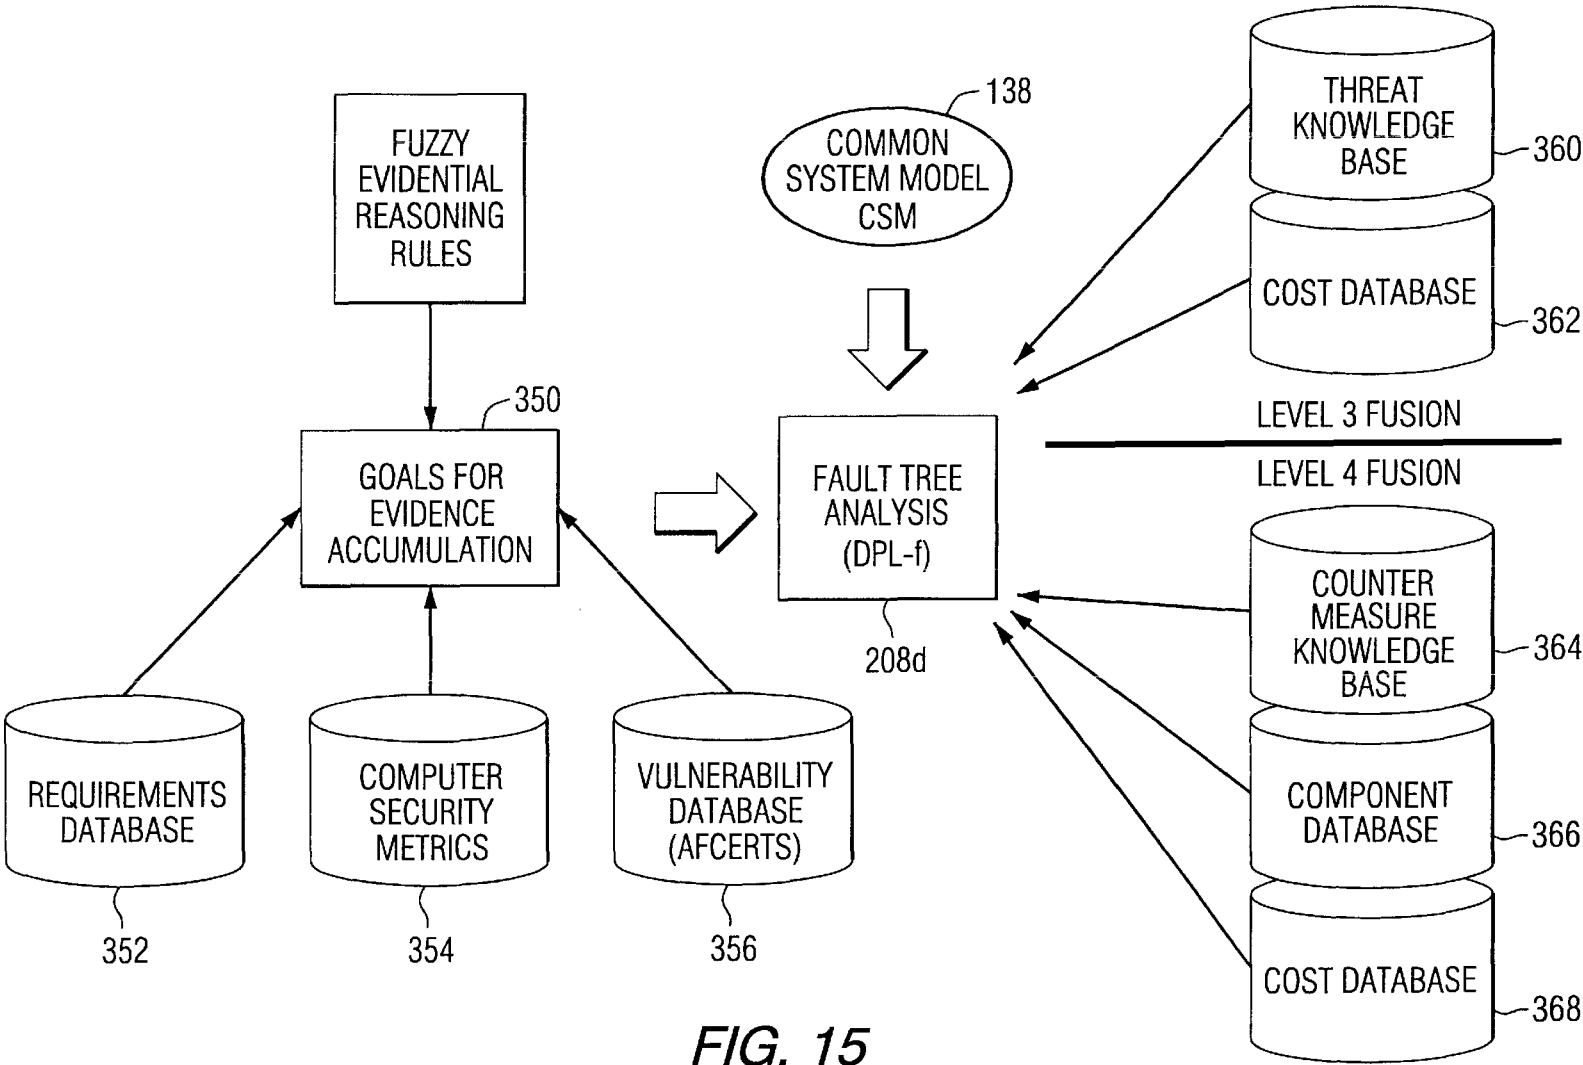 FUZZY
EVIDENTIAL
REASONING
RULES
138
COMMON
SYSTEM MODEL
CSM
THREAT
KNOWLEDGE
BASE
360
COST DATABASE
362
LEVEL 3 FUSION
LEVEL 4 FUSION
350
GOALS FOR
EVIDENCE
ACCUMULATION
FAULT TREE
ANALYSIS
(DPL-f)
208d
COUNTER
MEASURE
KNOWLEDGE
BASE
364
REQUIREMENTS
DATABASE
352
COMPUTER
SECURITY
METRICS
354
VULNERABILITY
DATABASE
(AFCERTS)
356
COMPONENT
DATABASE
366
COST DATABASE
368
FIG. 15